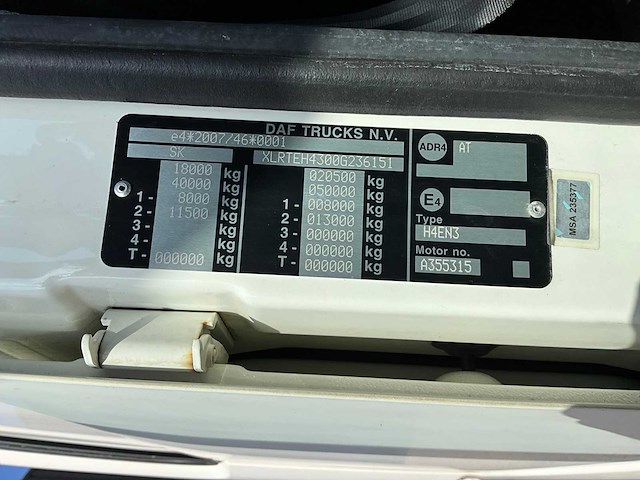 DAF TRUCKS N.V.
e4*2007/46*0001
SK XLRTEH4300G236151
18000 kg 020500 kg
40000 kg 050000 kg
1- 8000 kg 1- 008000 kg
2- 11500 kg 2- 013000 kg
3- kg 3- 000000 kg
4- kg 4- 000000 kg
T- 000000 kg T- 000000 kg
ADR4 AT
E4
Type
H4EN3
Motor no.
A355315
MSA 235377